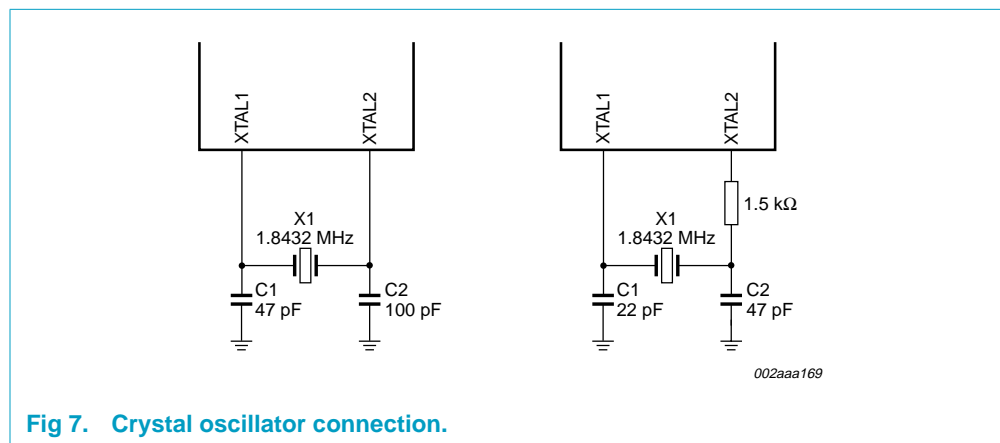 XTAL1
XTAL2
X1
1.8432 MHz
C1
47 pF
C2
100 pF
XTAL1
XTAL2
1.5 kΩ
X1
1.8432 MHz
C1
22 pF
C2
47 pF
002aaa169
Fig 7. Crystal oscillator connection.